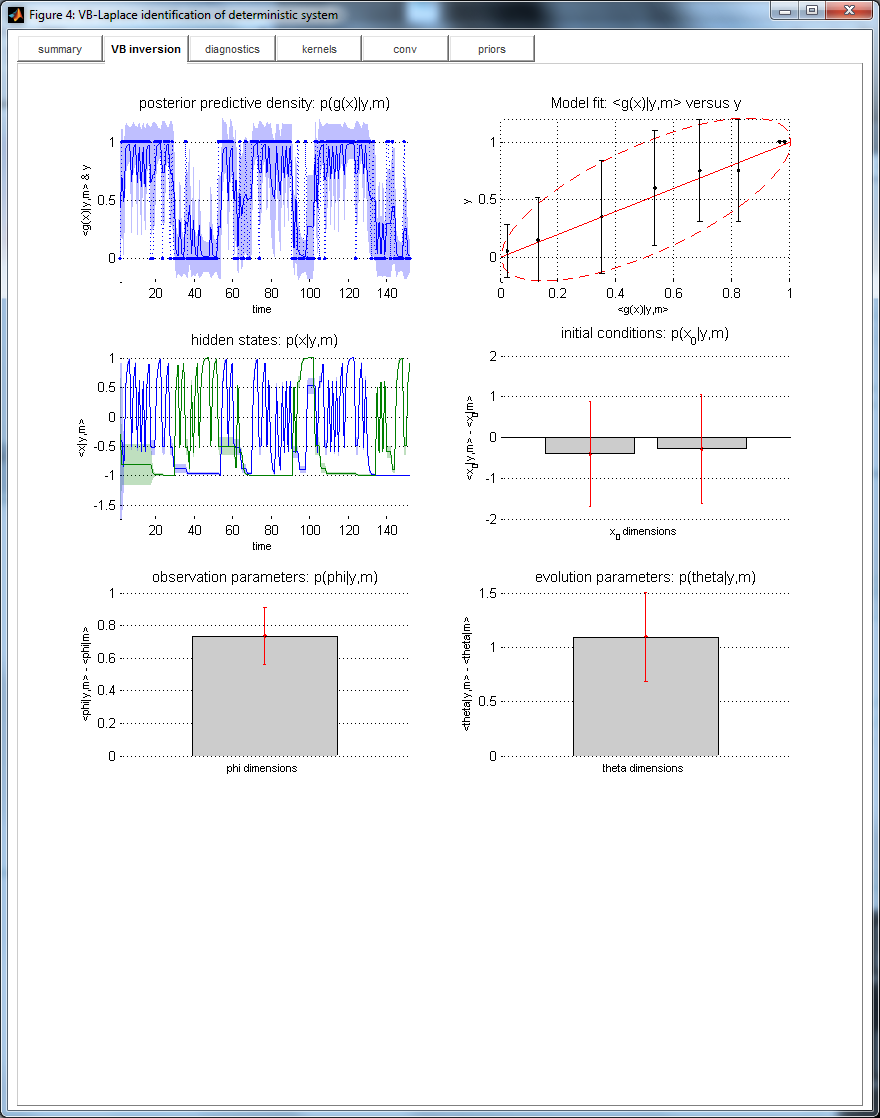 Figure 4: VB-Laplace identification of deterministic system
summary VB inversion diagnostics kernels conv priors
posterior predictive density: p(g(x)|y,m)
<g(x)|y,m> & y
1
0.5
0
20 40 60 80 100 120 140
time
Model fit: <g(x)|y,m> versus y
y
1
0.5
0
0 0.2 0.4 0.6 0.8 1
<g(x)|y,m>
hidden states: p(x|y,m)
<x|y,m>
1
0.5
0
-0.5
-1
-1.5
20 40 60 80 100 120 140
time
initial conditions: p(x0|y,m)
<x0|y,m> - <x0|m>
2
1
0
-1
-2
x0 dimensions
observation parameters: p(phi|y,m)
<phi|y,m> - <phi|m>
1
0.8
0.6
0.4
0.2
0
phi dimensions
evolution parameters: p(theta|y,m)
<theta|y,m> - <theta|m>
1.5
1
0.5
0
theta dimensions